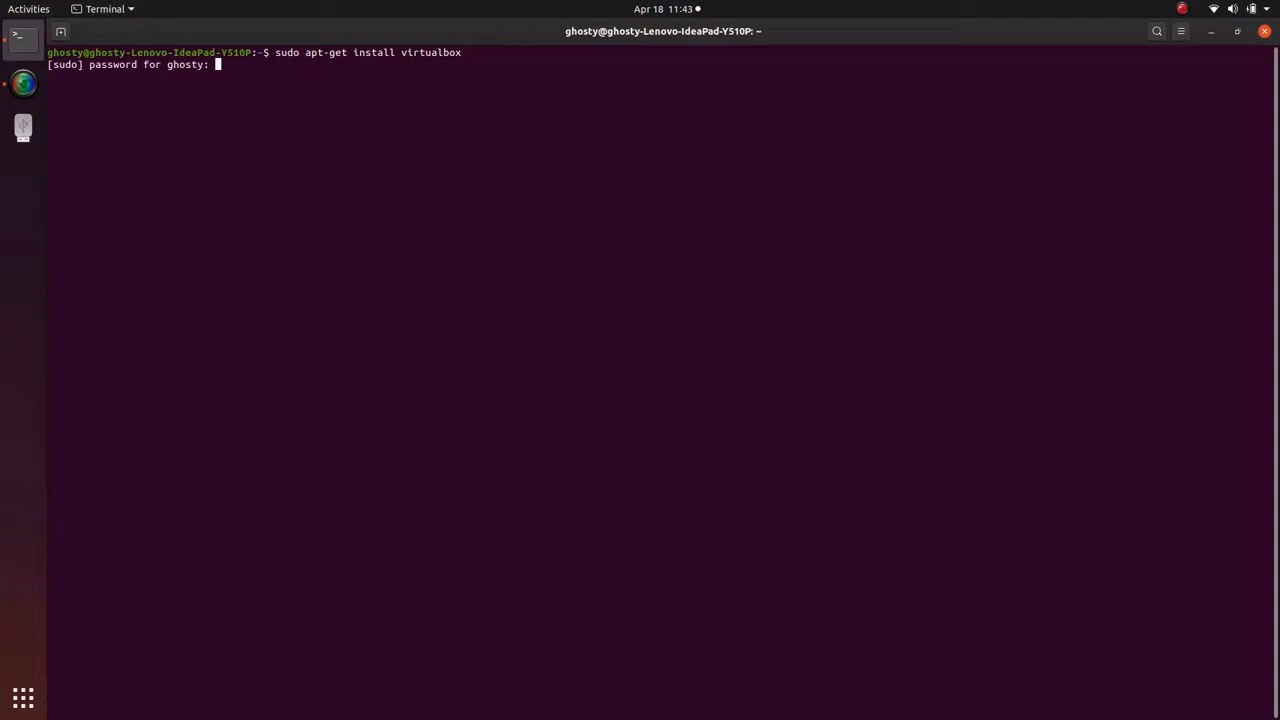 Activities
Terminal
Apr 18 11:43
ghosty@ghosty-Lenovo-IdeaPad-Y510P: ~
ghosty@ghosty-Lenovo-IdeaPad-Y510P:~$ sudo apt-get install virtualbox
[sudo] password for ghosty: